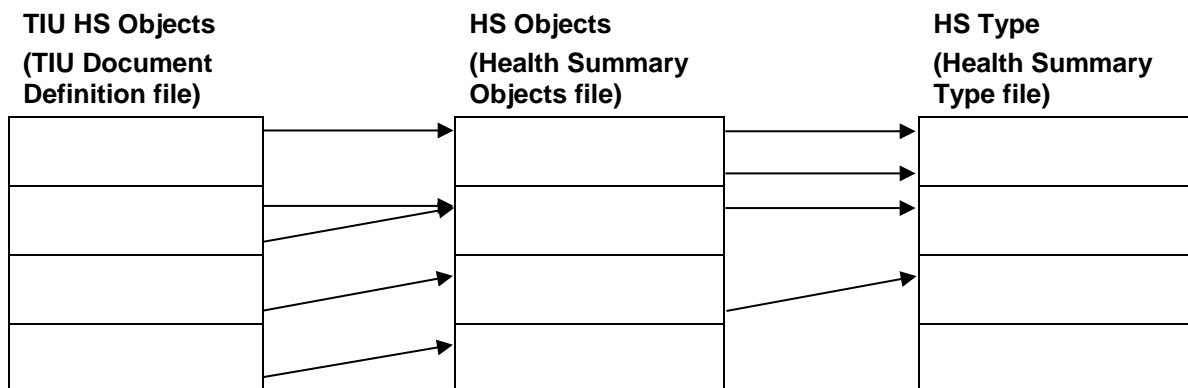 TIU HS Objects
(TIU Document
Definition file)
HS Objects
(Health Summary
Objects file)
HS Type
(Health Summary
Type file)